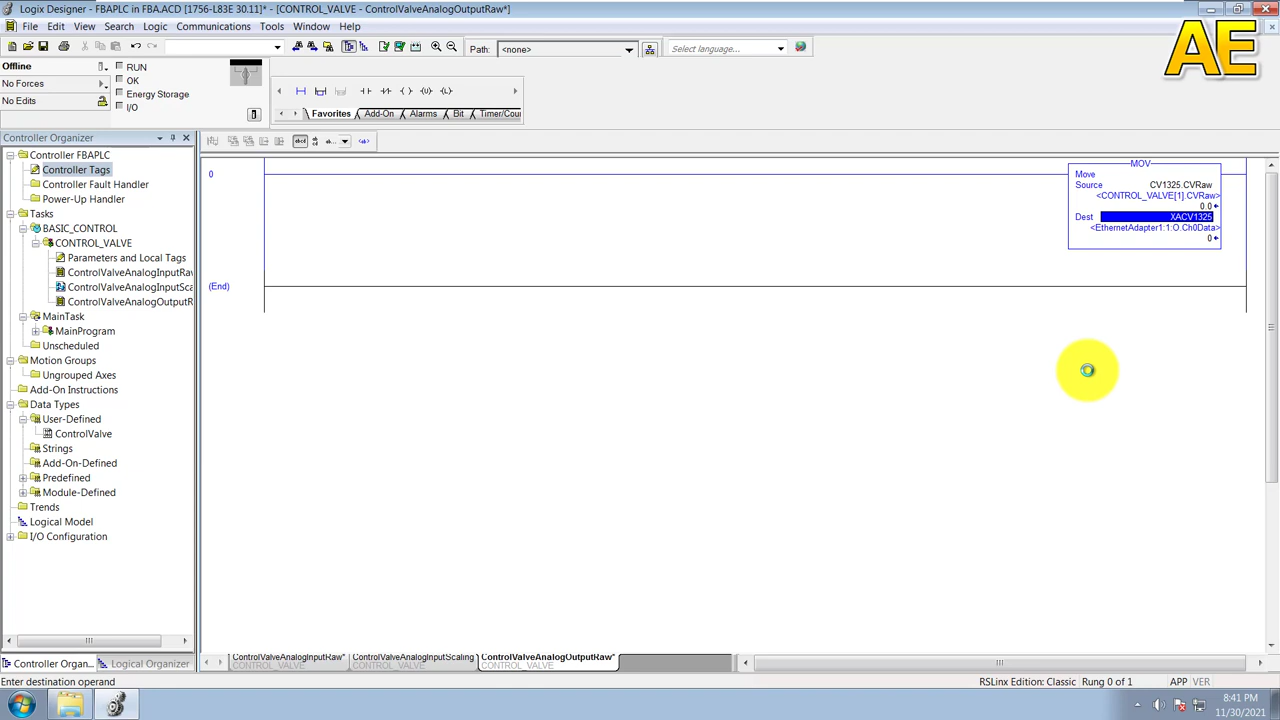 Logix Designer - FBAPLC in FBA.ACD [1756-L83E 30.11]* - [CONTROL_VALVE - ControlValveAnalogOutputRaw*]
File Edit View Search Logic Communications Tools Window Help
AE
Path: <none>
Select language...
Offline
RUN
No Forces
OK
No Edits
Energy Storage
I/O
Favorites Add-On Alarms Bit Timer/Cou
Controller Organizer
Controller FBAPLC
Controller Tags
Controller Fault Handler
Power-Up Handler
Tasks
BASIC_CONTROL
CONTROL_VALVE
Parameters and Local Tags
ControlValveAnalogInputRa
ControlValveAnalogInputSca
ControlValveAnalogOutputR
MainTask
MainProgram
Unscheduled
Motion Groups
Ungrouped Axes
Add-On Instructions
Data Types
User-Defined
ControlValve
Strings
Add-On-Defined
Predefined
Module-Defined
Trends
Logical Model
I/O Configuration
0
MOV
Move
Source CV1325.CVRaw
<CONTROL_VALVE[1].CVRaw>
0.0
Dest XACV1325
<EthernetAdapter1:1:O.Ch0Data>
0
(End)
Controller Organ... Logical Organizer
ControlValveAnalogInputRaw* ControlValveAnalogInputScaling ControlValveAnalogOutputRaw*
CONTROL_VALVE CONTROL_VALVE CONTROL_VALVE
Enter destination operand
RSLinx Edition: Classic Rung 0 of 1 APP VER
8:41 PM
11/30/2021